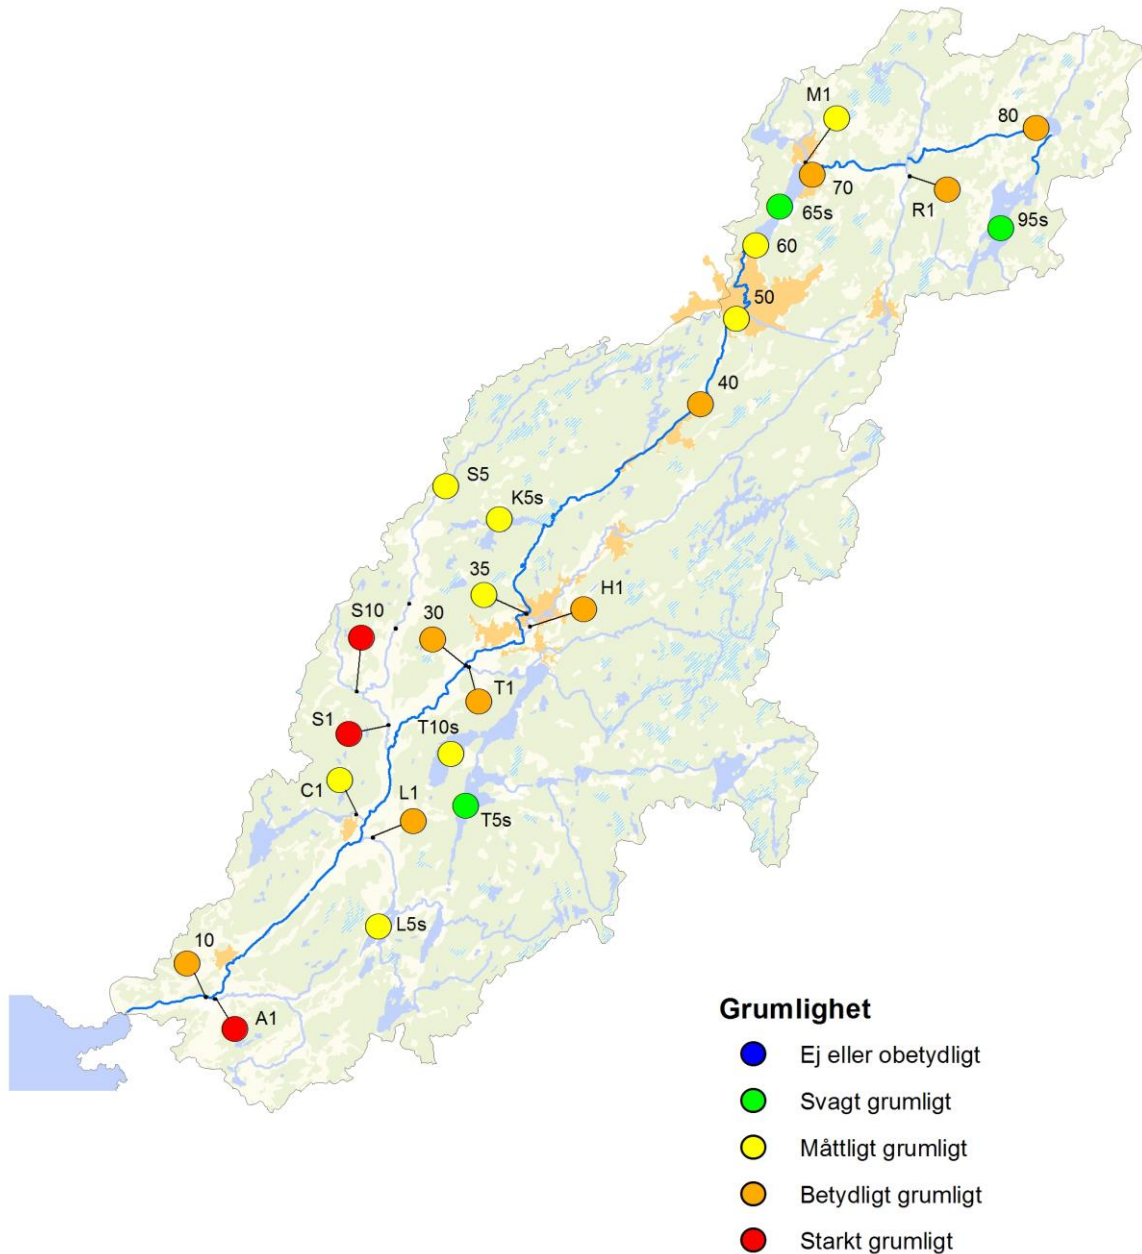 M1
80
70
R1
65s
95s
60
50
40
S5
K5s
35
H1
S10
30
T1
S1
T10s
C1
L1
T5s
L5s
10
A1
Grumlighet
Ej eller obetydligt
Svagt grumligt
Måttligt grumligt
Betydligt grumligt
Starkt grumligt